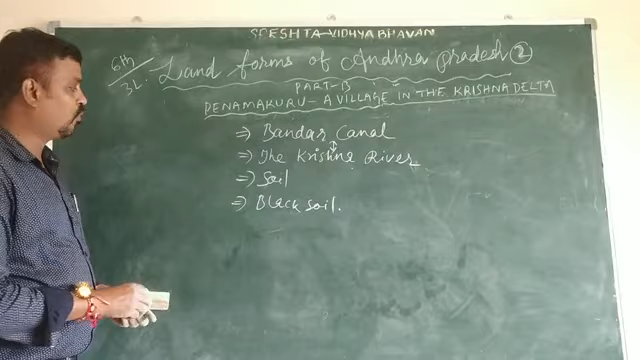 SRESHTA-VIDHYA BHAVAN
6th/3L. Land forms of Andhra Pradesh 2
PART-B
PENAMAKURU - A VILLAGE IN THE KRISHNA DELTA
⇒ Bandar Canal
⇒ The Krishna River
⇒ Soil
⇒ Black soil.